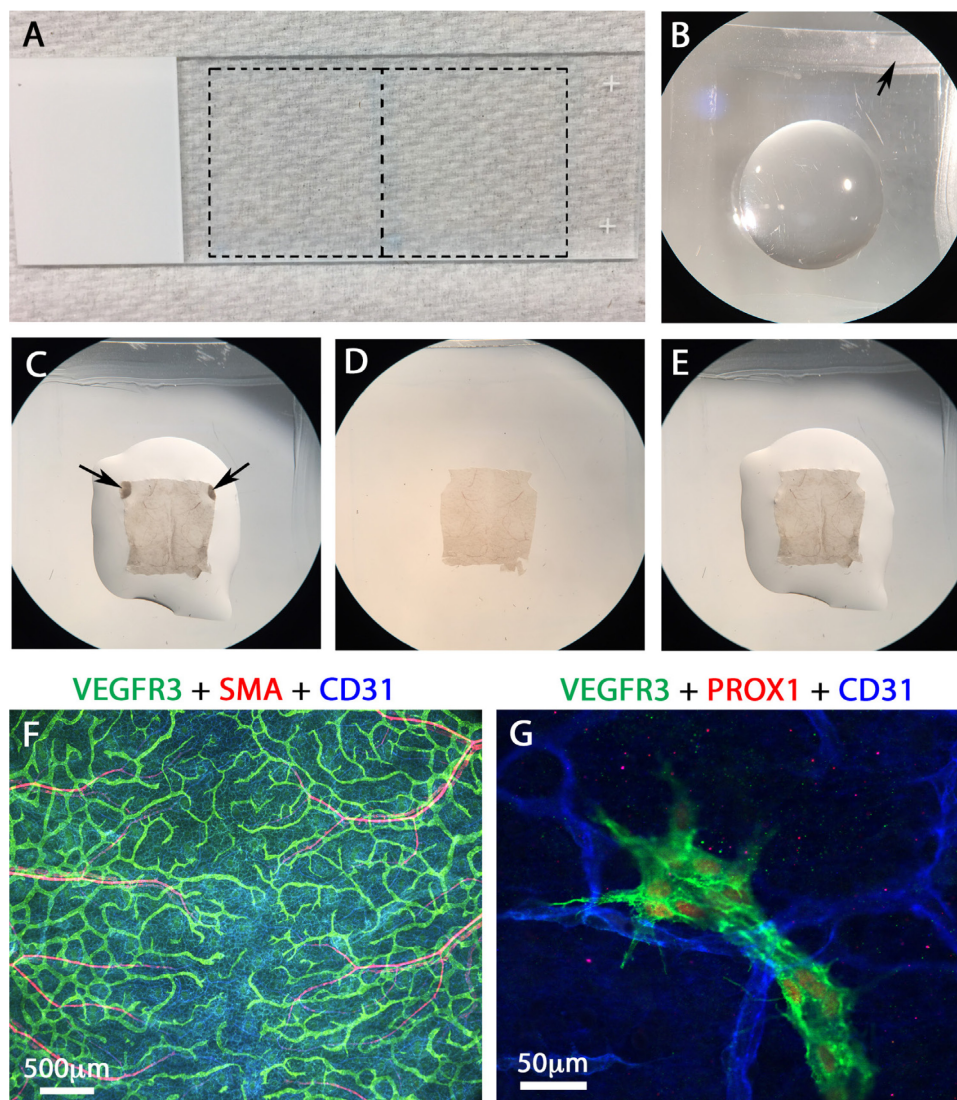 A
B
C
D
E
VEGFR3 + SMA + CD31
VEGFR3 + PROX1 + CD31
F
500μm
G
50μm